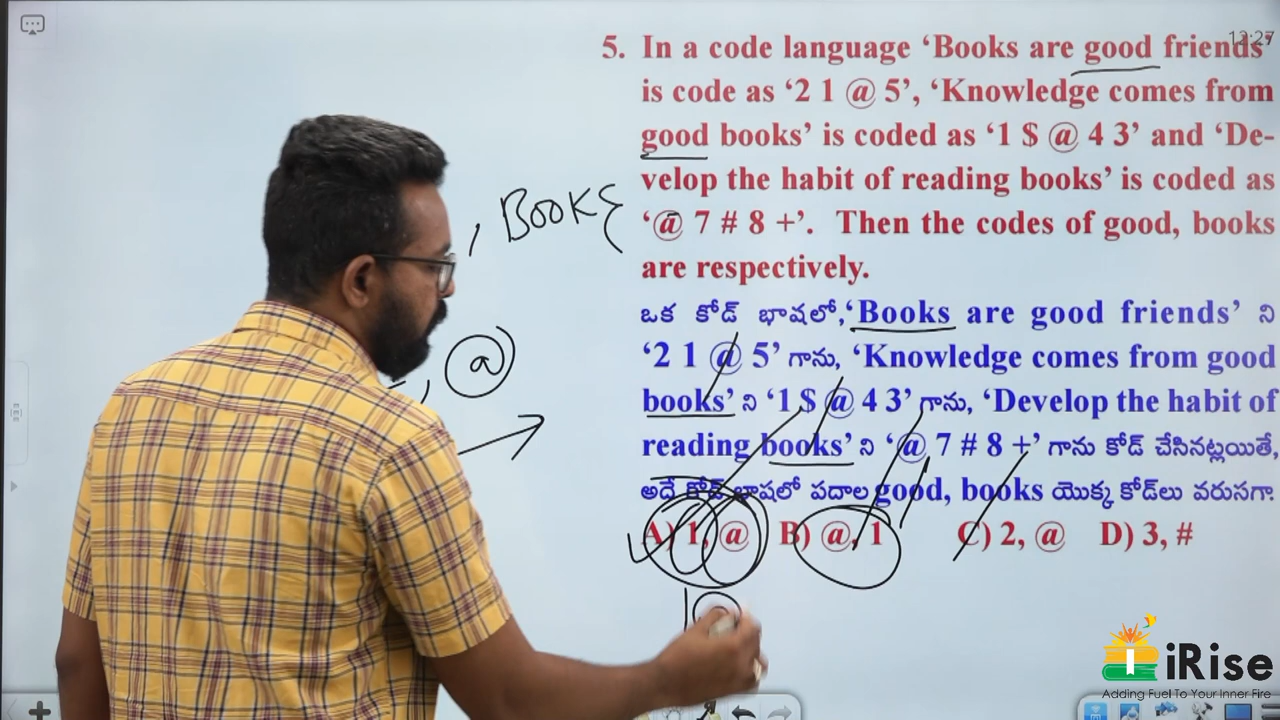 12:27
5. In a code language ‘Books are good friends’
is code as ‘2 1 @ 5’, ‘Knowledge comes from
good books’ is coded as ‘1 $ @ 4 3’ and ‘De-
velop the habit of reading books’ is coded as
‘@ 7 # 8 +’. Then the codes of good, books
are respectively.
, BOOKS
ఒక కోడ్ భాషలో,‘Books are good friends’ ని
‘2 1 @ 5’ గాను, ‘Knowledge comes from good
books’ ని ‘1 $ @ 4 3’ గాను, ‘Develop the habit of
reading books’ ని ‘@ 7 # 8 +’ గాను కోడ్ చేసినట్లయితే,
అదే కోడ్ భాషలో పదాల good, books యొక్క కోడ్‌లు వరుసగా.
, @
A) 1, @ B) @, 1 C) 2, @ D) 3, #
iRise
Adding Fuel To Your Inner Fire